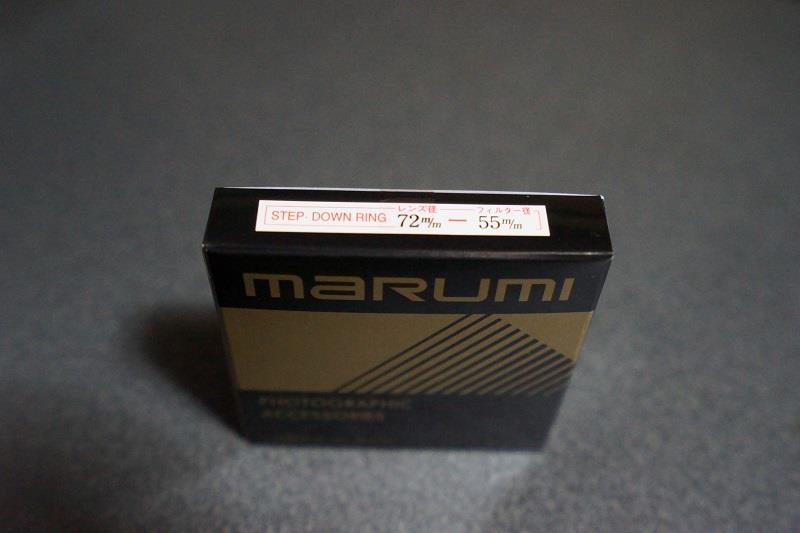 STEP·DOWN RING レンズ径 72m/m — フィルター径 55m/m
marumi
PHOTOGRAPHIC
ACCESSORIES